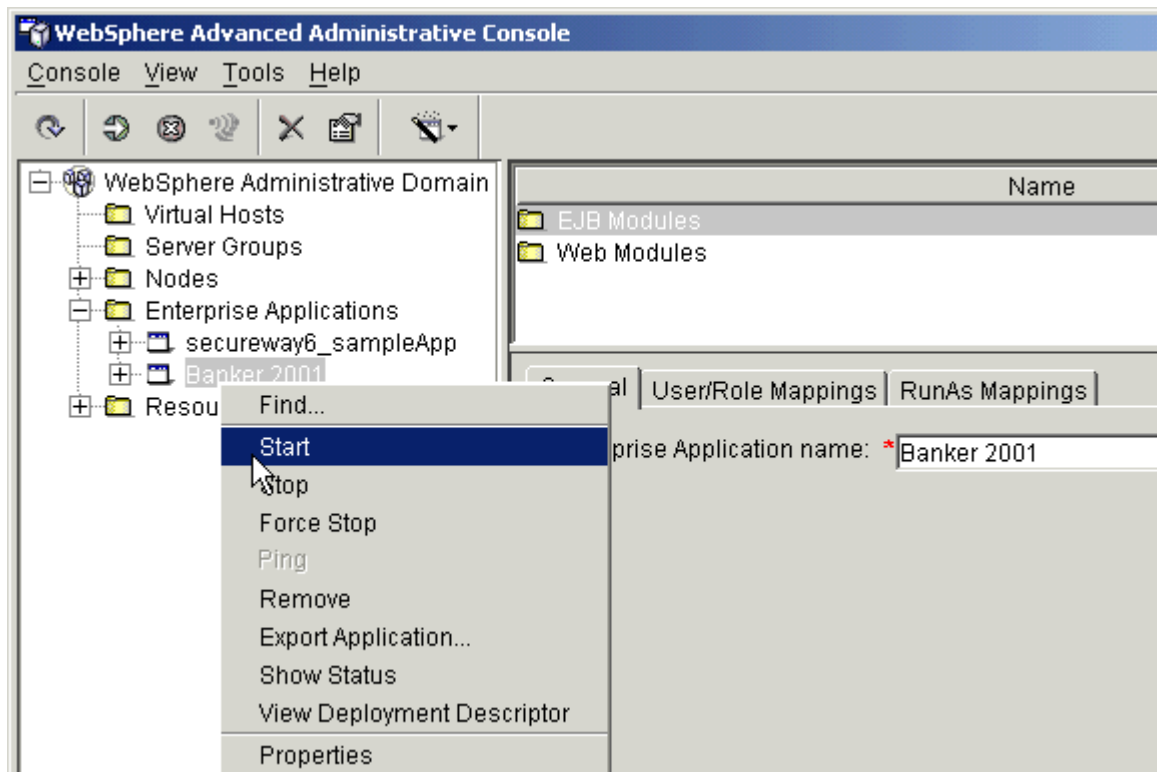 WebSphere Advanced Administrative Console
Console View Tools Help
WebSphere Administrative Domain
Virtual Hosts
Server Groups
Nodes
Enterprise Applications
secureway6_sampleApp
Banker 2001
Resou
Name
EJB Modules
Web Modules
al User/Role Mappings RunAs Mappings
prise Application name: *Banker 2001
Find...
Start
Stop
Force Stop
Ping
Remove
Export Application...
Show Status
View Deployment Descriptor
Properties